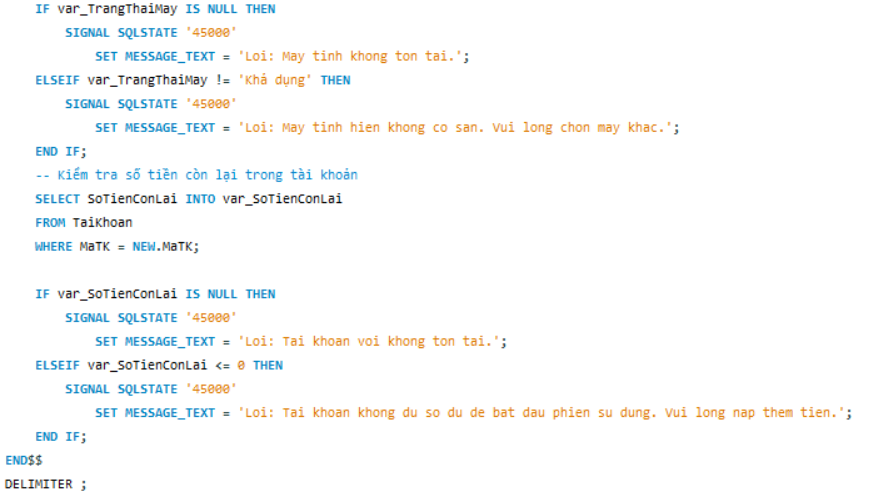 IF var_TrangThaiMay IS NULL THEN
SIGNAL SQLSTATE '45000'
SET MESSAGE_TEXT = 'Loi: May tinh khong ton tai.';
ELSEIF var_TrangThaiMay != 'Khả dụng' THEN
SIGNAL SQLSTATE '45000'
SET MESSAGE_TEXT = 'Loi: May tinh hien khong co san. Vui long chon may khac.';
END IF;
-- Kiểm tra số tiền còn lại trong tài khoản
SELECT SoTienConLai INTO var_SoTienConLai
FROM TaiKhoan
WHERE MaTK = NEW.MaTK;
IF var_SoTienConLai IS NULL THEN
SIGNAL SQLSTATE '45000'
SET MESSAGE_TEXT = 'Loi: Tai khoan voi khong ton tai.';
ELSEIF var_SoTienConLai <= 0 THEN
SIGNAL SQLSTATE '45000'
SET MESSAGE_TEXT = 'Loi: Tai khoan khong du so du de bat dau phien su dung. Vui long nap them tien.';
END IF;
END$$
DELIMITER ;